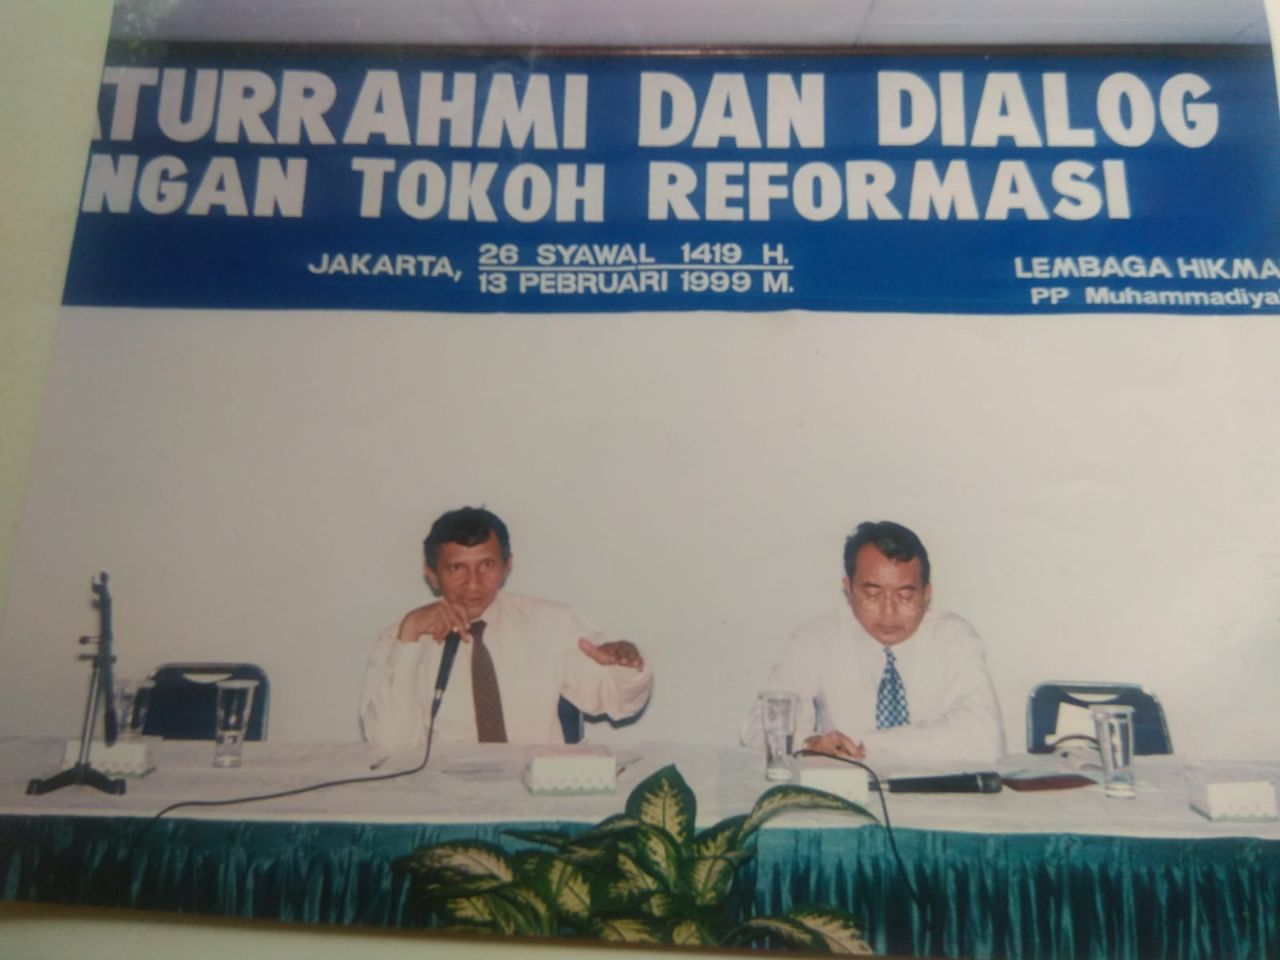 ATURRAHMI DAN DIALOG
NGAN TOKOH REFORMASI
JAKARTA, 26 SYAWAL 1419 H.
13 PEBRUARI 1999 M.
LEMBAGA HIKMA
PP Muhammadiya